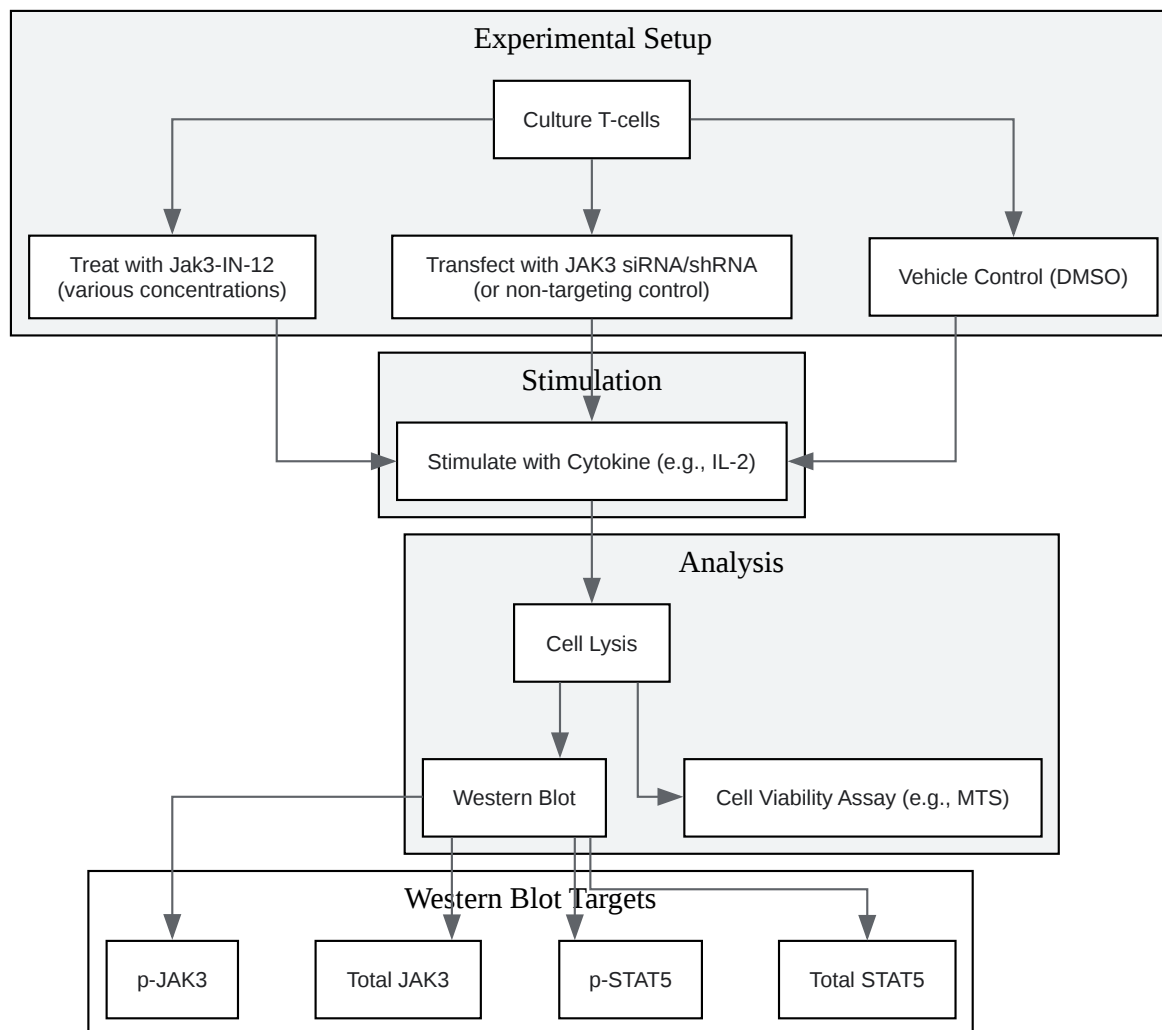 Experimental Setup
Culture T-cells
Treat with Jak3-IN-12
(various concentrations)
Transfect with JAK3 siRNA/shRNA
(or non-targeting control)
Vehicle Control (DMSO)
Stimulation
Stimulate with Cytokine (e.g., IL-2)
Analysis
Cell Lysis
Western Blot
Cell Viability Assay (e.g., MTS)
Western Blot Targets
p-JAK3
Total JAK3
p-STAT5
Total STAT5